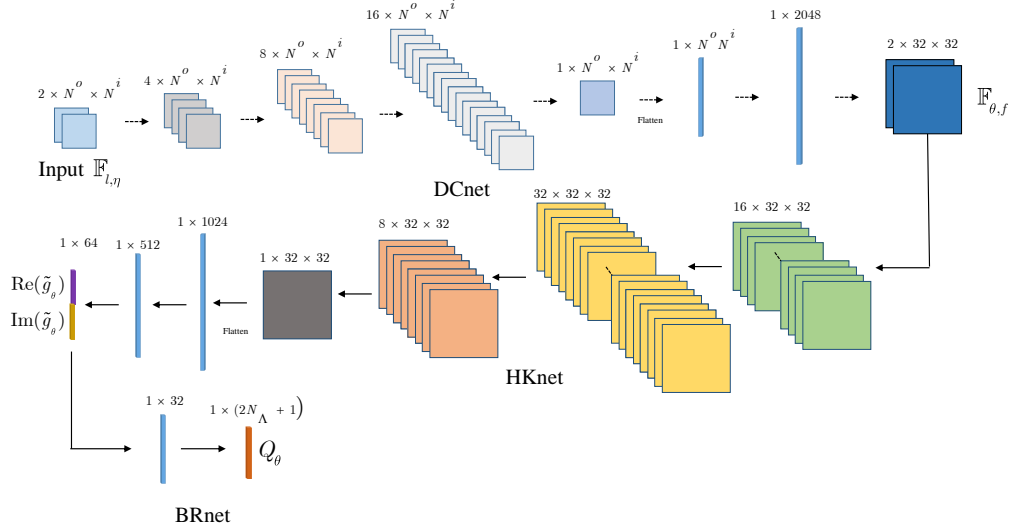 2 × N^o × N^i
4 × N^o × N^i
8 × N^o × N^i
16 × N^o × N^i
1 × N^o × N^i
1 × N^o N^i
1 × 2048
2 × 32 × 32
Flatten
𝔽_{θ,f}
Input 𝔽_{l,η}
DCnet
1 × 64
1 × 512
1 × 1024
1 × 32 × 32
8 × 32 × 32
32 × 32 × 32
16 × 32 × 32
Re(g̃_θ)
Im(g̃_θ)
Flatten
HKnet
1 × 32
1 × (2N_Λ + 1)
Q_θ
BRnet